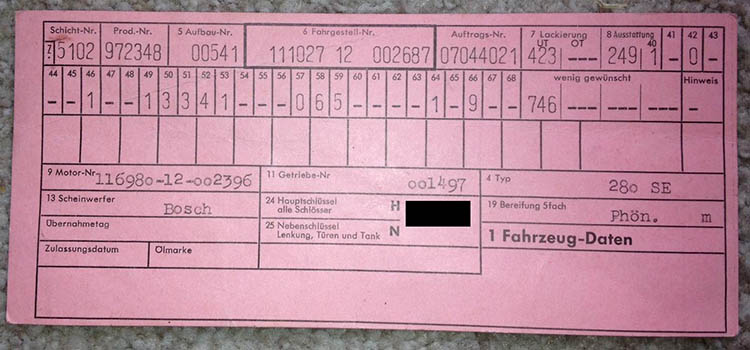 Schicht-Nr. Prod.-Nr. 5 Aufbau-Nr. 6 Fahrgestell-Nr. Auftrags-Nr. 7 Lackierung 8 Ausstattung 41 42 43
UT OT 40
Z. 5102 972348 00541 111027 12 002687 07044021 423 --- 249 1 - 0 -
44 45 46 47 48 49 50 51 52 53 54 55 56 57 58 59 60 61 62 63 64 65 66 67 68 wenig gewünscht Hinweis
- - 1 - - 1 3 3 4 1 - - - 0 6 5 - - - - 1 - 9 - - 746 --- --- --- -
9 Motor-Nr. 116980-12-002396 11 Getriebe-Nr. 001497 4 Typ 280 SE
13 Scheinwerfer Bosch 24 Hauptschlüssel alle Schlösser H 19 Bereifung 5fach Phön. m
Übernahmetag 25 Nebenschlüssel Lenkung, Türen und Tank N 1 Fahrzeug-Daten
Zulassungsdatum Ölmarke